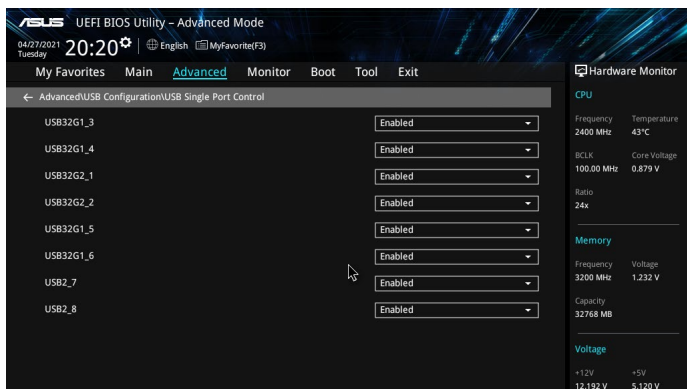 ASUS UEFI BIOS Utility – Advanced Mode
04/27/2021 Tuesday 20:20 English MyFavorite(F3)
My Favorites Main Advanced Monitor Boot Tool Exit
Advanced\USB Configuration\USB Single Port Control
USB32G1_3 Enabled
USB32G1_4 Enabled
USB32G2_1 Enabled
USB32G2_2 Enabled
USB32G1_5 Enabled
USB32G1_6 Enabled
USB2_7 Enabled
USB2_8 Enabled
Hardware Monitor
CPU
Frequency Temperature
2400 MHz 43°C
BCLK Core Voltage
100.00 MHz 0.879 V
Ratio
24x
Memory
Frequency Voltage
3200 MHz 1.232 V
Capacity
32768 MB
Voltage
+12V +5V
12.192 V 5.120 V